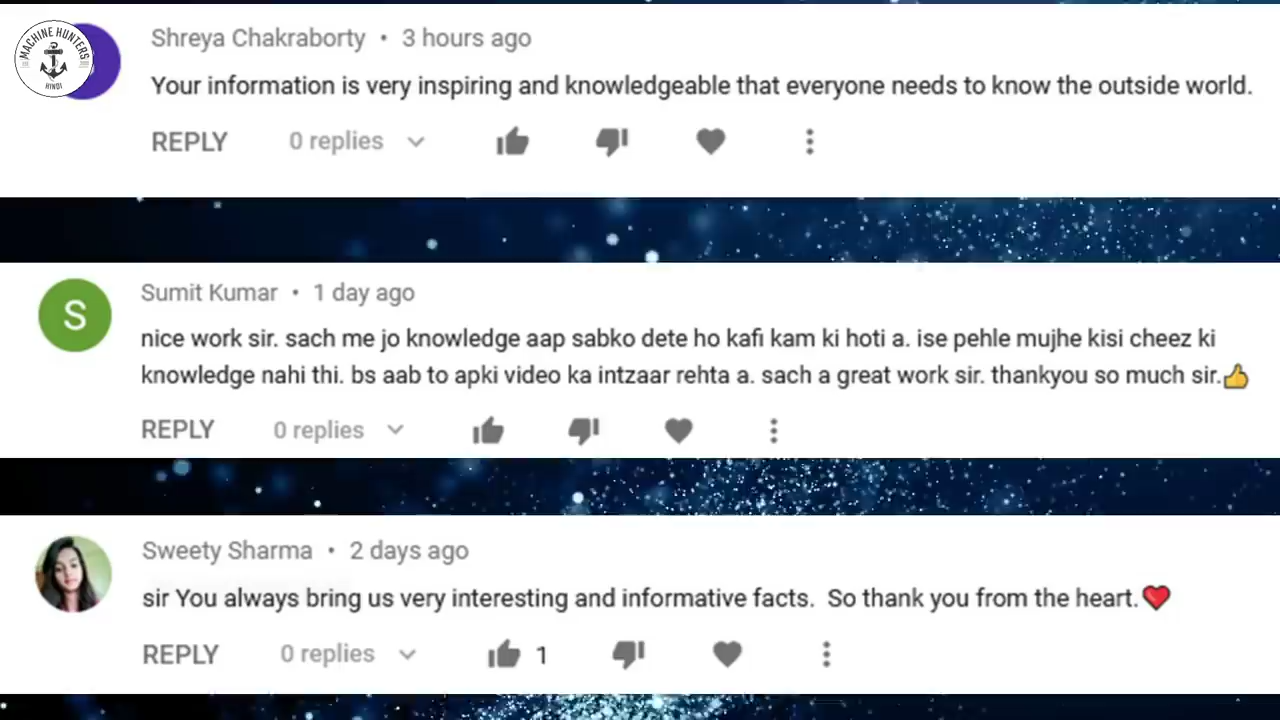 MACHINE HUNTERS
HINDI
Shreya Chakraborty • 3 hours ago
Your information is very inspiring and knowledgeable that everyone needs to know the outside world.
REPLY 0 replies
S
Sumit Kumar • 1 day ago
nice work sir. sach me jo knowledge aap sabko dete ho kafi kam ki hoti a. ise pehle mujhe kisi cheez ki
knowledge nahi thi. bs aab to apki video ka intzaar rehta a. sach a great work sir. thankyou so much sir.👍
REPLY 0 replies
Sweety Sharma • 2 days ago
sir You always bring us very interesting and informative facts.  So thank you from the heart.❤️
REPLY 0 replies 1